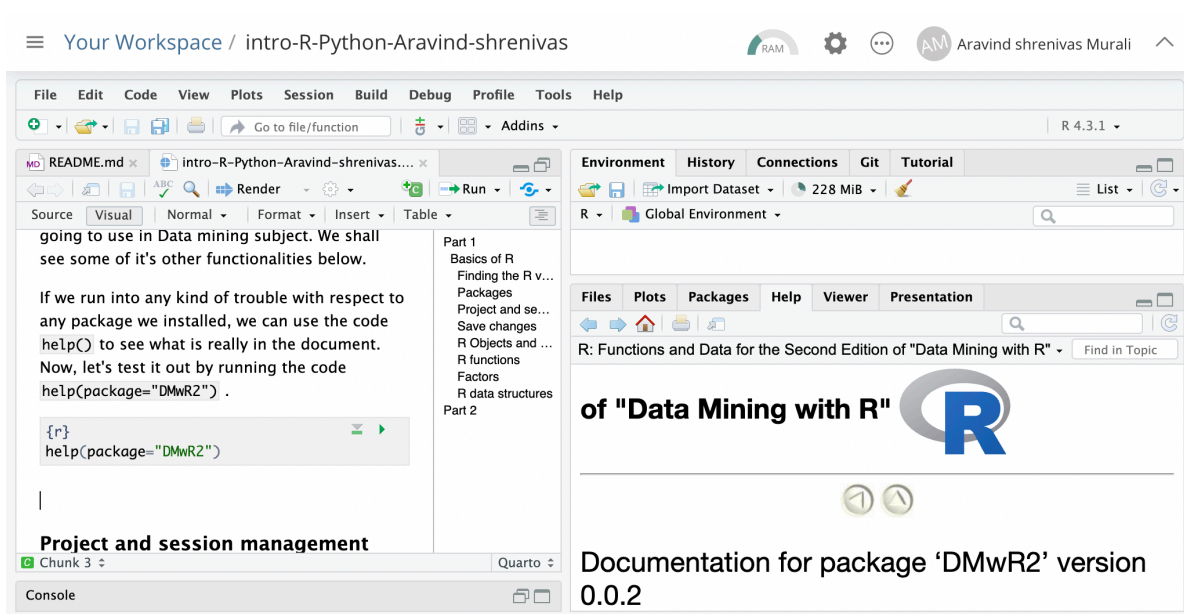 Your Workspace / intro-R-Python-Aravind-shrenivas
RAM
AM
Aravind shrenivas Murali
File Edit Code View Plots Session Build Debug Profile Tools Help
Go to file/function
Addins
R 4.3.1
MD README.md
intro-R-Python-Aravind-shrenivas....
ABC
Render
Run
Source Visual Normal Format Insert Table
going to use in Data mining subject. We shall
see some of it's other functionalities below.
If we run into any kind of trouble with respect to
any package we installed, we can use the code
help() to see what is really in the document.
Now, let's test it out by running the code
help(package="DMwR2") .
{r}
help(package="DMwR2")
Project and session management
Part 1
Basics of R
Finding the R v...
Packages
Project and se...
Save changes
R Objects and ...
R functions
Factors
R data structures
Part 2
C Chunk 3
Quarto
Console
Environment History Connections Git Tutorial
Import Dataset
228 MiB
List
R
Global Environment
Files Plots Packages Help Viewer Presentation
R: Functions and Data for the Second Edition of "Data Mining with R"
Find in Topic
of "Data Mining with R"
R
Documentation for package ‘DMwR2’ version
0.0.2